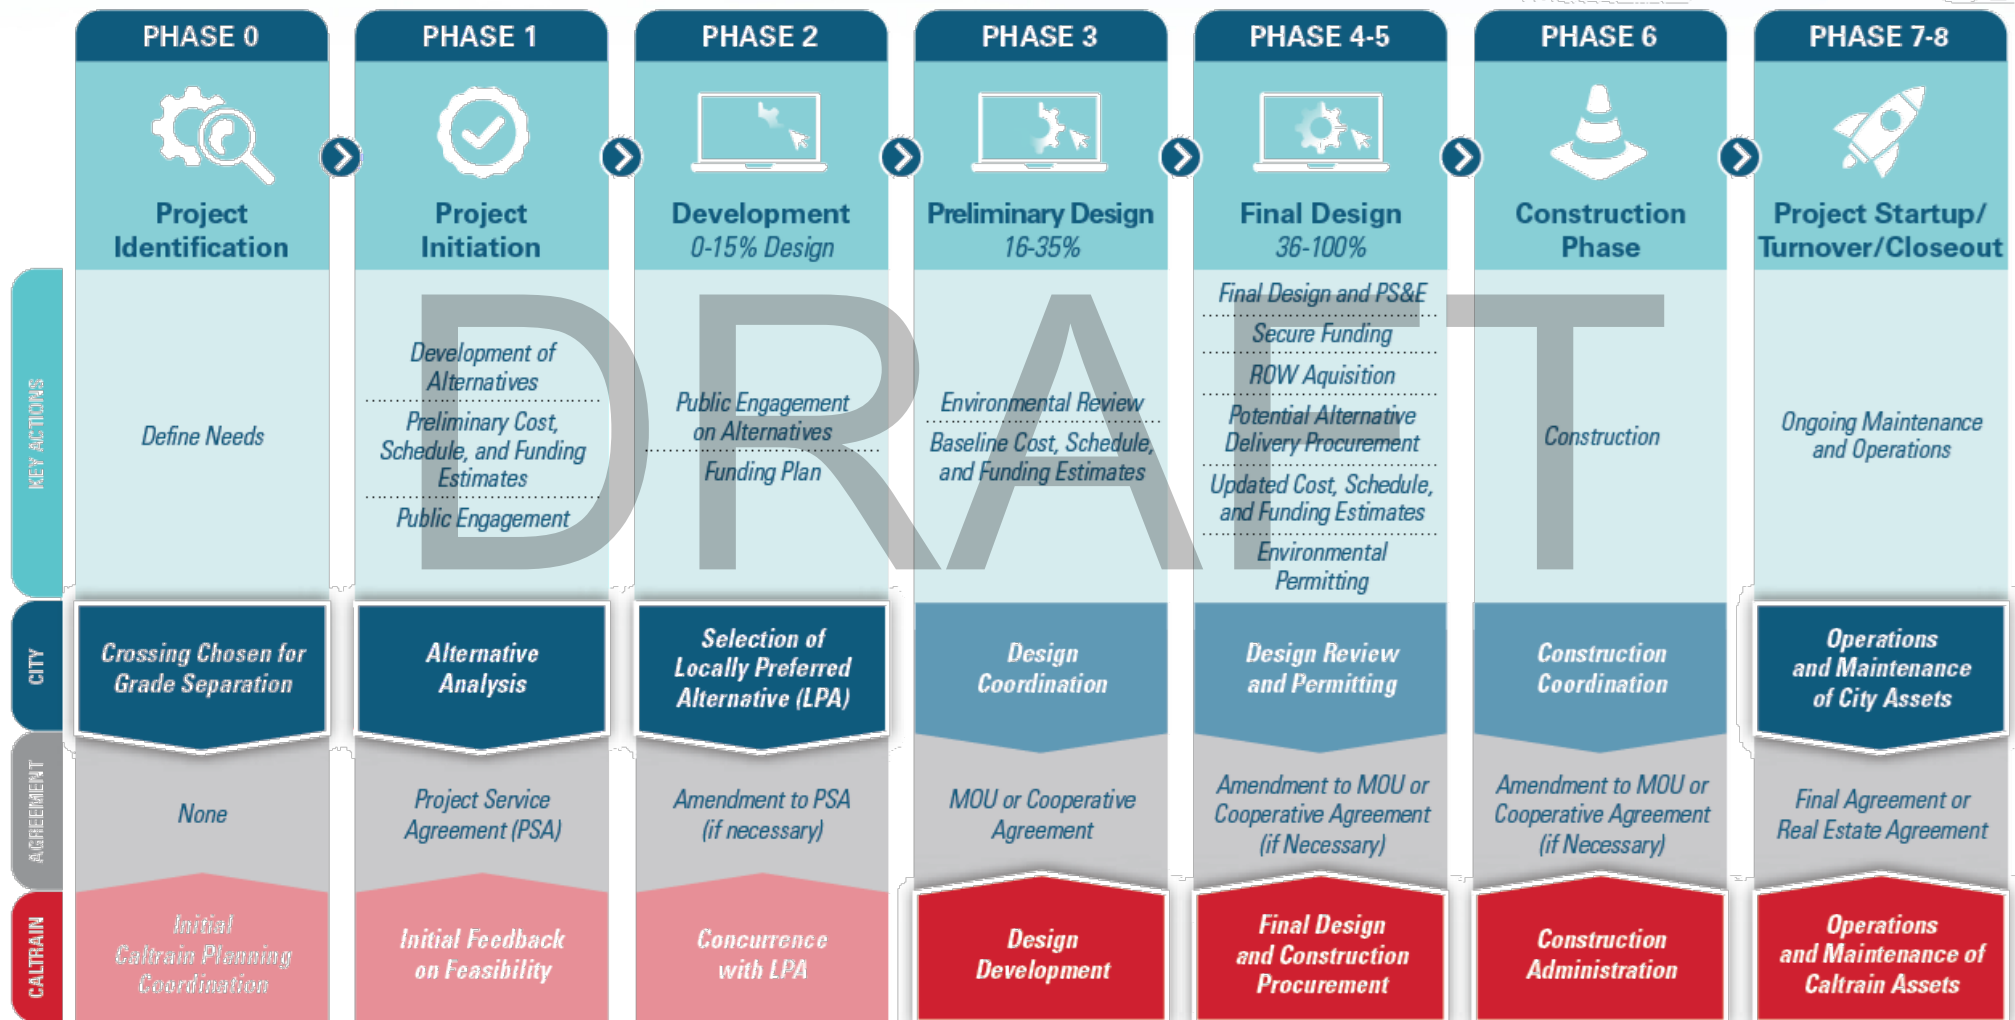 PHASE 0
PHASE 1
PHASE 2
PHASE 3
PHASE 4-5
PHASE 6
PHASE 7-8
Project
Identification
Project
Initiation
Development
0-15% Design
Preliminary Design
16-35%
Final Design
36-100%
Construction
Phase
Project Startup/
Turnover/Closeout
DRAFT
KEY ACTIONS
Define Needs
Development of
Alternatives
Preliminary Cost,
Schedule, and Funding
Estimates
Public Engagement
Public Engagement
on Alternatives
Funding Plan
Environmental Review
Baseline Cost, Schedule,
and Funding Estimates
Final Design and PS&E
Secure Funding
ROW Aquisition
Potential Alternative
Delivery Procurement
Updated Cost, Schedule,
and Funding Estimates
Environmental
Permitting
Construction
Ongoing Maintenance
and Operations
CITY
Crossing Chosen for
Grade Separation
Alternative
Analysis
Selection of
Locally Preferred
Alternative (LPA)
Design
Coordination
Design Review
and Permitting
Construction
Coordination
Operations
and Maintenance
of City Assets
AGREEMENT
None
Project Service
Agreement (PSA)
Amendment to PSA
(if necessary)
MOU or Cooperative
Agreement
Amendment to MOU or
Cooperative Agreement
(if Necessary)
Amendment to MOU or
Cooperative Agreement
(if Necessary)
Final Agreement or
Real Estate Agreement
CALTRAIN
Initial
Caltrain Planning
Coordination
Initial Feedback
on Feasibility
Concurrence
with LPA
Design
Development
Final Design
and Construction
Procurement
Construction
Administration
Operations
and Maintenance of
Caltrain Assets